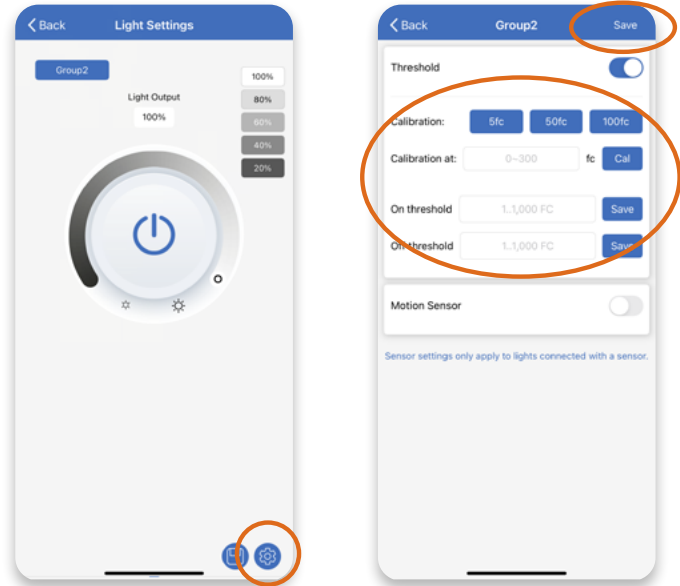 Back Light Settings
Group2
Light Output
100%
100%
80%
60%
40%
20%
Back Group2 Save
Threshold
Calibration: 5fc 50fc 100fc
Calibration at: 0~300 fc Cal
On threshold 1..1,000 FC Save
Off threshold 1..1,000 FC Save
Motion Sensor
Sensor settings only apply to lights connected with a sensor.